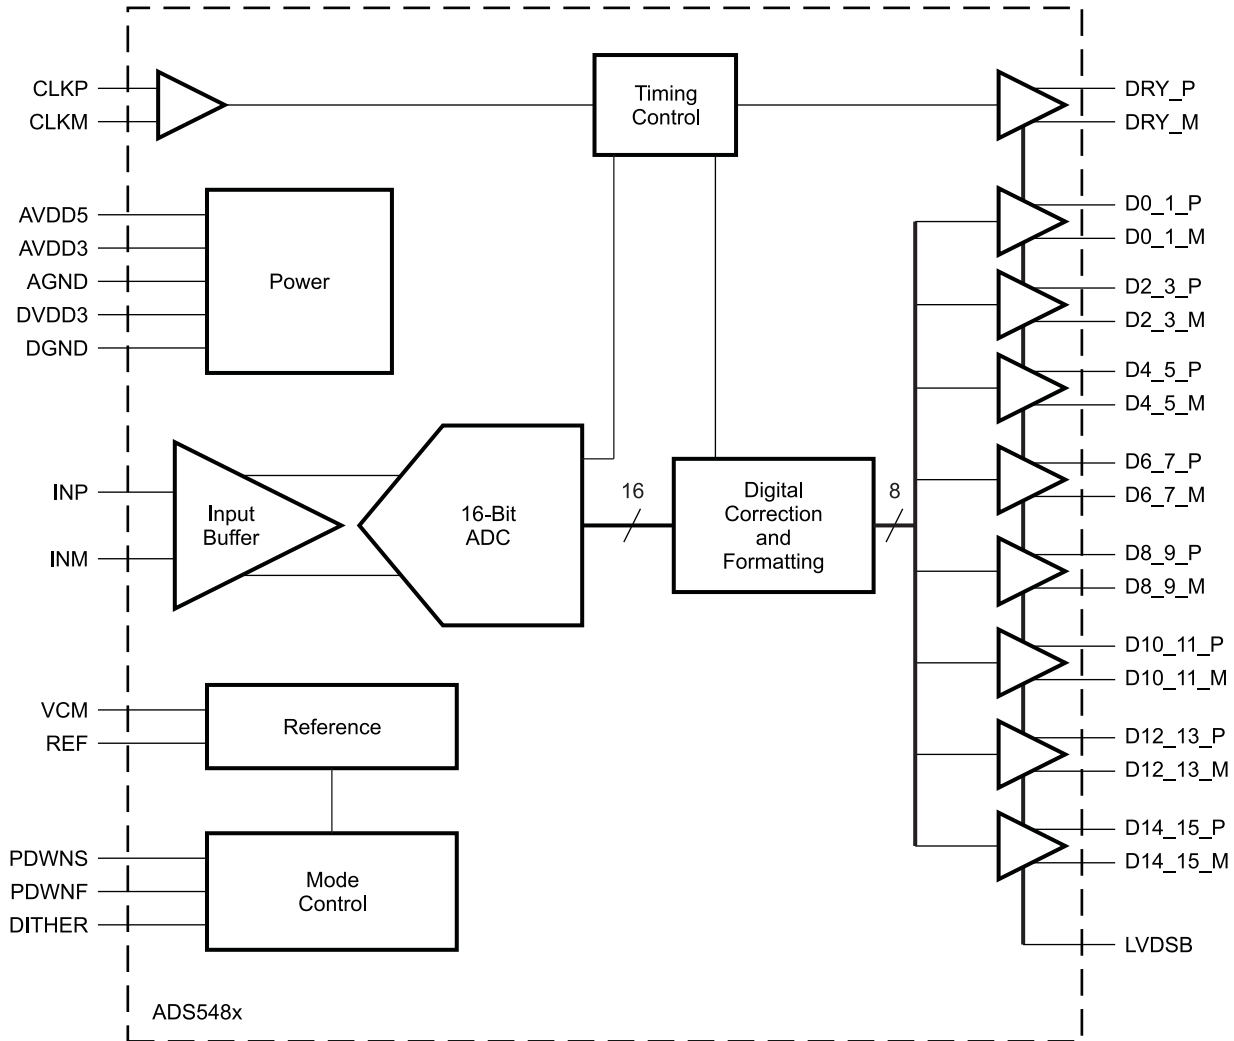 CLKP
CLKM
Timing
Control
DRY_P
DRY_M
AVDD5
AVDD3
AGND
DVDD3
DGND
Power
D0_1_P
D0_1_M
D2_3_P
D2_3_M
D4_5_P
D4_5_M
INP
INM
Input
Buffer
16-Bit
ADC
16
Digital
Correction
and
Formatting
8
D6_7_P
D6_7_M
D8_9_P
D8_9_M
D10_11_P
D10_11_M
VCM
REF
Reference
D12_13_P
D12_13_M
PDWNS
PDWNF
DITHER
Mode
Control
D14_15_P
D14_15_M
LVDSB
ADS548x